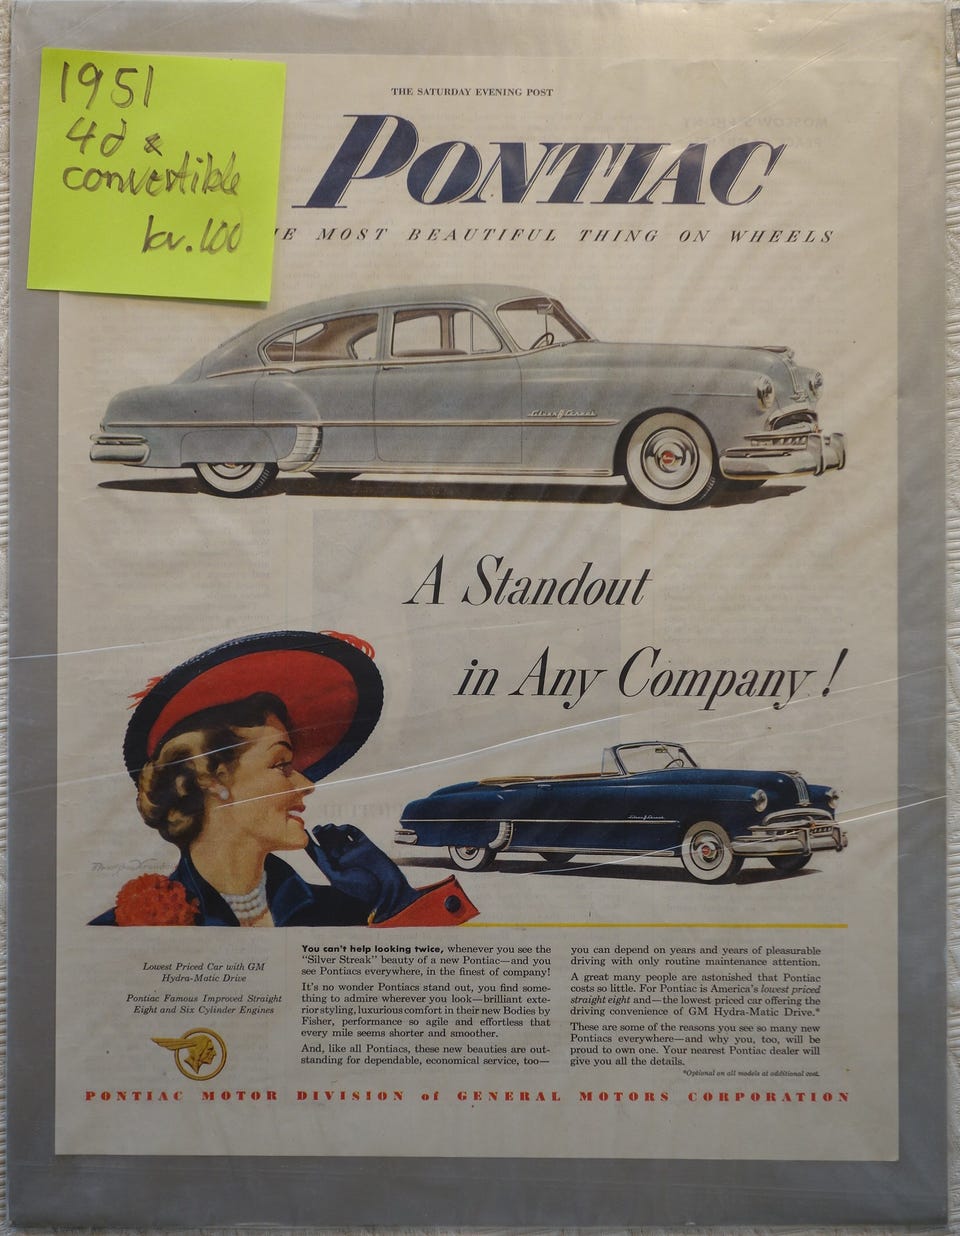 1951
4d &
convertible
kr. 100
THE SATURDAY EVENING POST
PONTIAC
E MOST BEAUTIFUL THING ON WHEELS
Silver Streak
A Standout
in Any Company!
Silver Streak
Lowest Priced Car with GM
Hydra-Matic Drive
Pontiac Famous Improved Straight
Eight and Six Cylinder Engines
You can't help looking twice, whenever you see the
"Silver Streak" beauty of a new Pontiac—and you
see Pontiacs everywhere, in the finest of company!
It's no wonder Pontiacs stand out, you find some-
thing to admire wherever you look—brilliant exte-
rior styling, luxurious comfort in their new Bodies by
Fisher, performance so agile and effortless that
every mile seems shorter and smoother.
And, like all Pontiacs, these new beauties are out-
standing for dependable, economical service, too—
you can depend on years and years of pleasurable
driving with only routine maintenance attention.
A great many people are astonished that Pontiac
costs so little. For Pontiac is America's lowest priced
straight eight and—the lowest priced car offering the
driving convenience of GM Hydra-Matic Drive.*
These are some of the reasons you see so many new
Pontiacs everywhere—and why you, too, will be
proud to own one. Your nearest Pontiac dealer will
give you all the details.
*Optional on all models at additional cost.
PONTIAC MOTOR DIVISION of GENERAL MOTORS CORPORATION